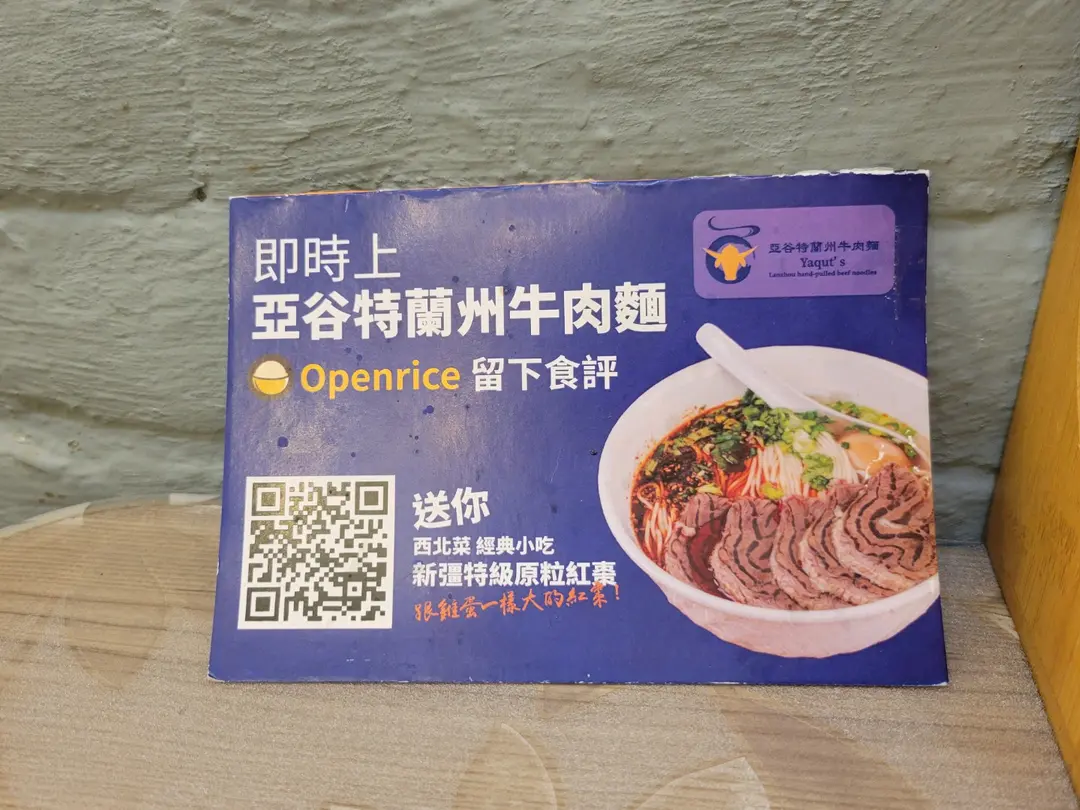 即時上
亞谷特蘭州牛肉麵
Openrice 留下食評
亞谷特蘭州牛肉麵
Yaqut's
Lanzhou hand-pulled beef noodles
送你
西北菜 經典小吃
新疆特級原粒紅棗
跟雞蛋一樣大的紅棗!